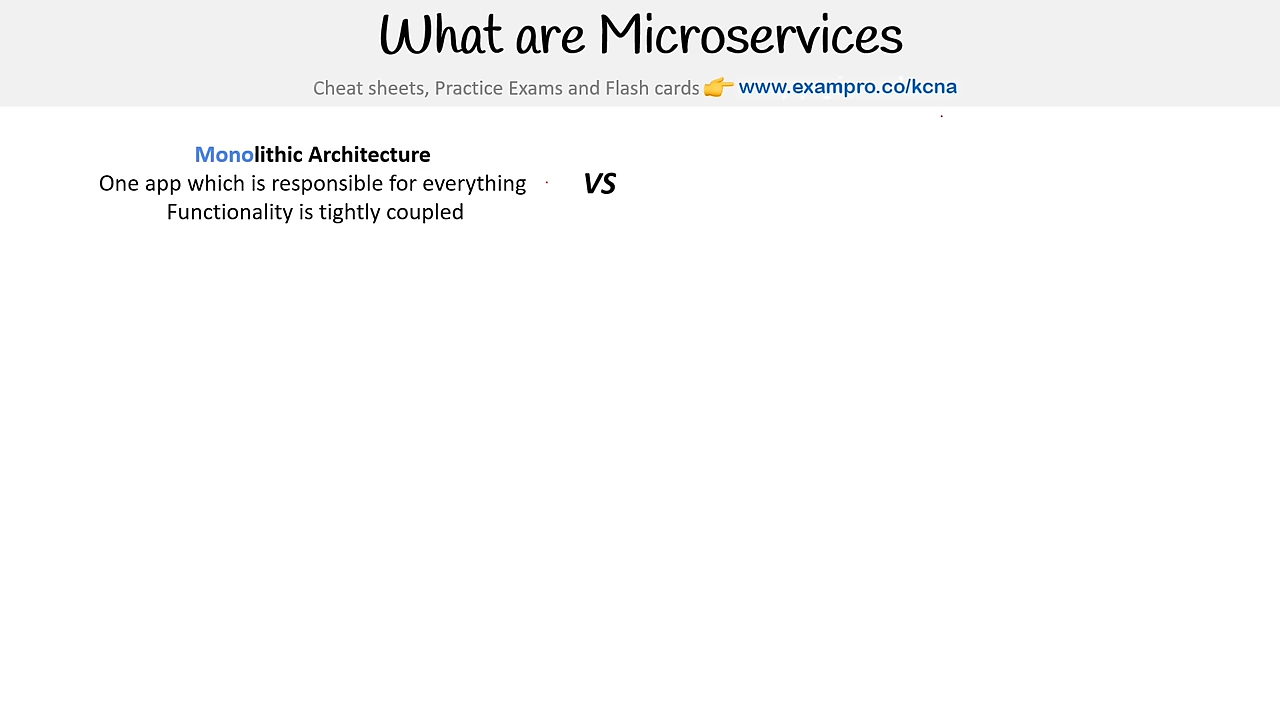 What are Microservices
Cheat sheets, Practice Exams and Flash cards 👉 www.exampro.co/kcna
Monolithic Architecture
One app which is responsible for everything
Functionality is tightly coupled
VS